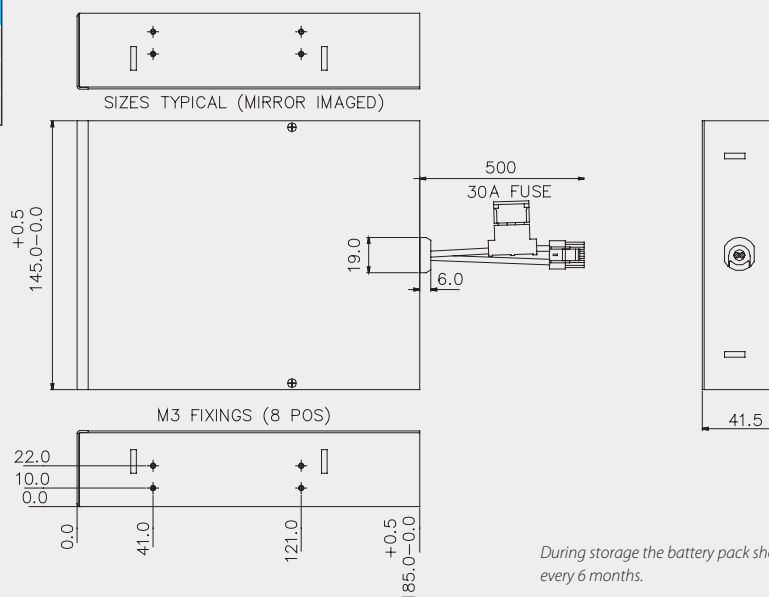 SIZES TYPICAL (MIRROR IMAGED)
500
30A FUSE
+0.5
145.0-0.0
19.0
6.0
M3 FIXINGS (8 POS)
41.5
22.0
10.0
0.0
0.0
41.0
121.0
+0.5
185.0-0.0
During storage the battery pack
every 6 months.